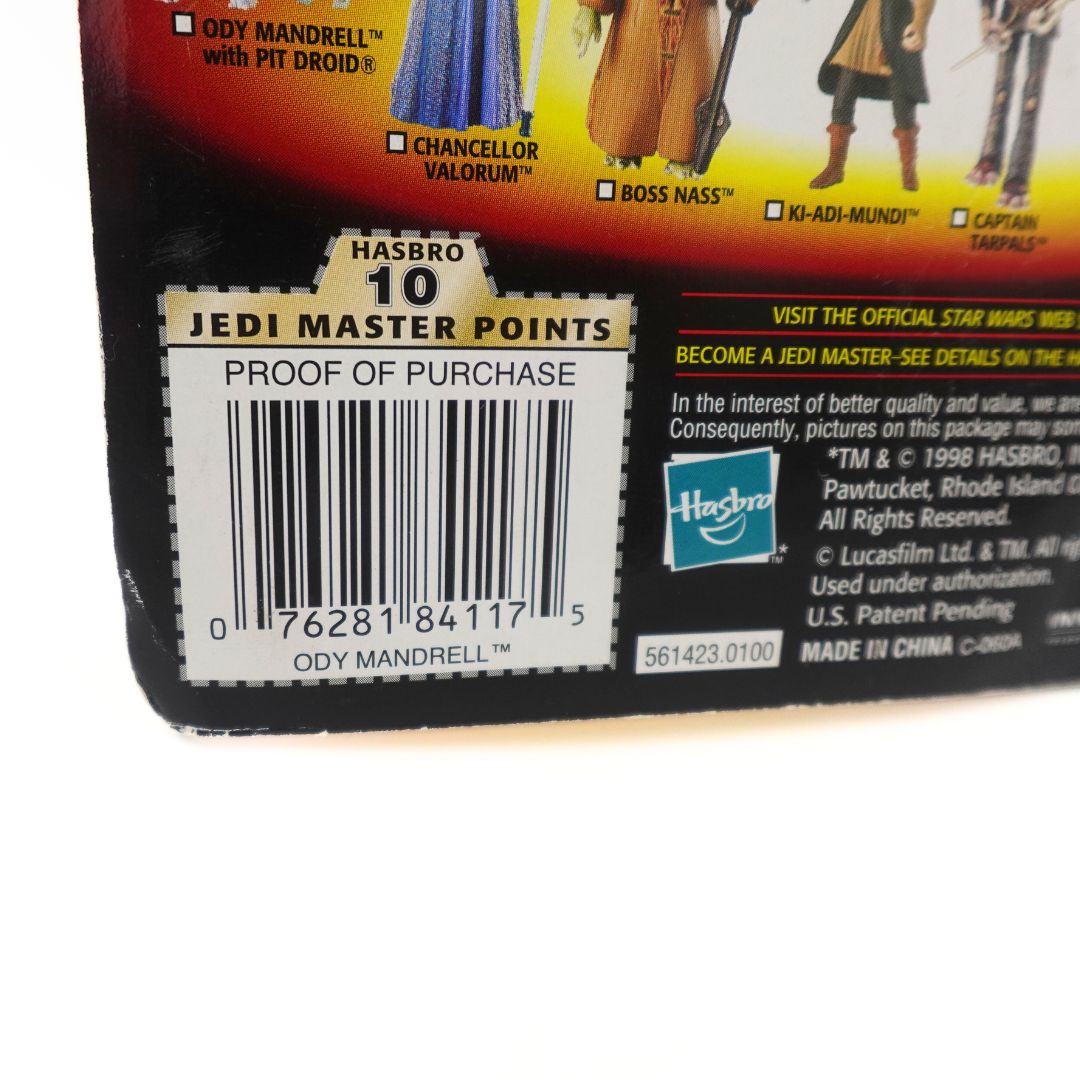 ODY MANDRELL™
with PIT DROID®
CHANCELLOR
VALORUM™
BOSS NASS™
KI-ADI-MUNDI™
CAPTAIN
TARPALS™
HASBRO
10
JEDI MASTER POINTS
PROOF OF PURCHASE
0 76281 84117 5
ODY MANDRELL™
VISIT THE OFFICIAL STAR WARS WEB
BECOME A JEDI MASTER–SEE DETAILS ON THE
In the interest of better quality and value, we are
Consequently, pictures on this package may
Hasbro
™*
*TM & © 1998 HASBRO,
Pawtucket, Rhode Island
All Rights Reserved.
© Lucasfilm Ltd. & TM. All
Used under authorization.
U.S. Patent Pending
561423.0100
MADE IN CHINA